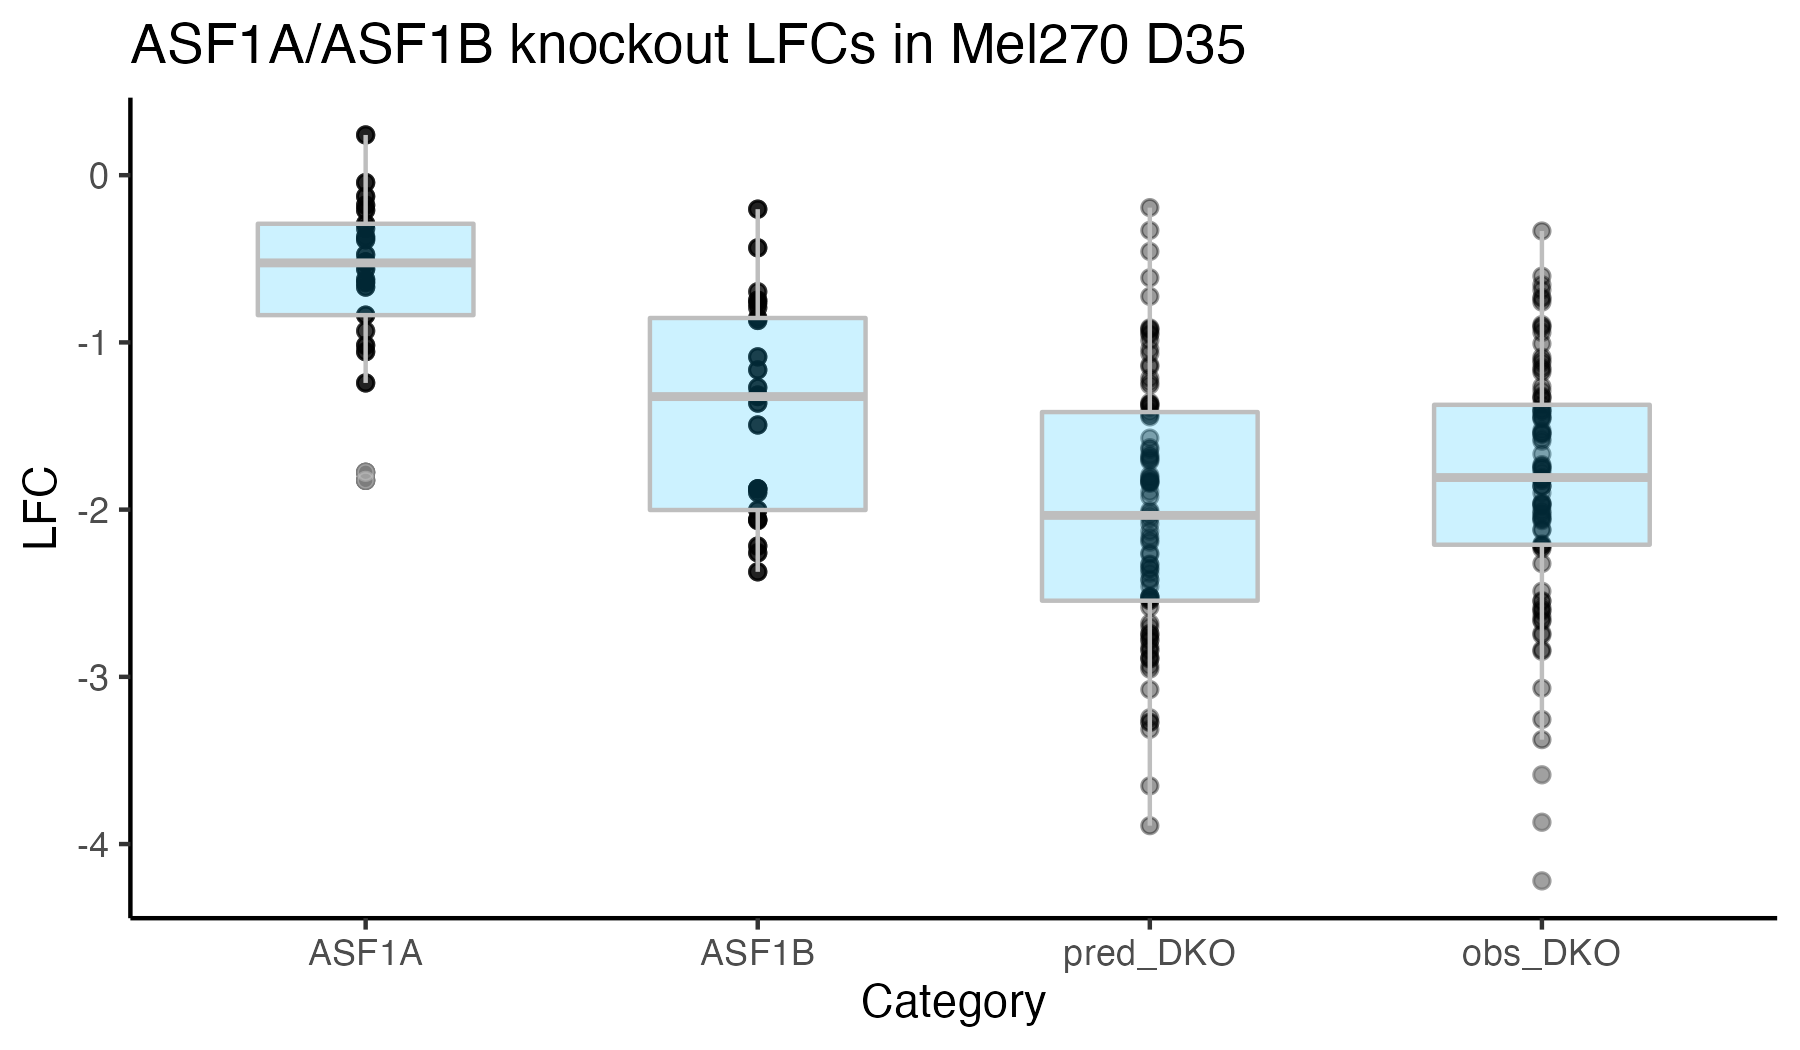 ASF1A/ASF1B knockout LFCs in Mel270 D35
LFC
0
-1
-2
-3
-4
ASF1A ASF1B pred_DKO obs_DKO
Category